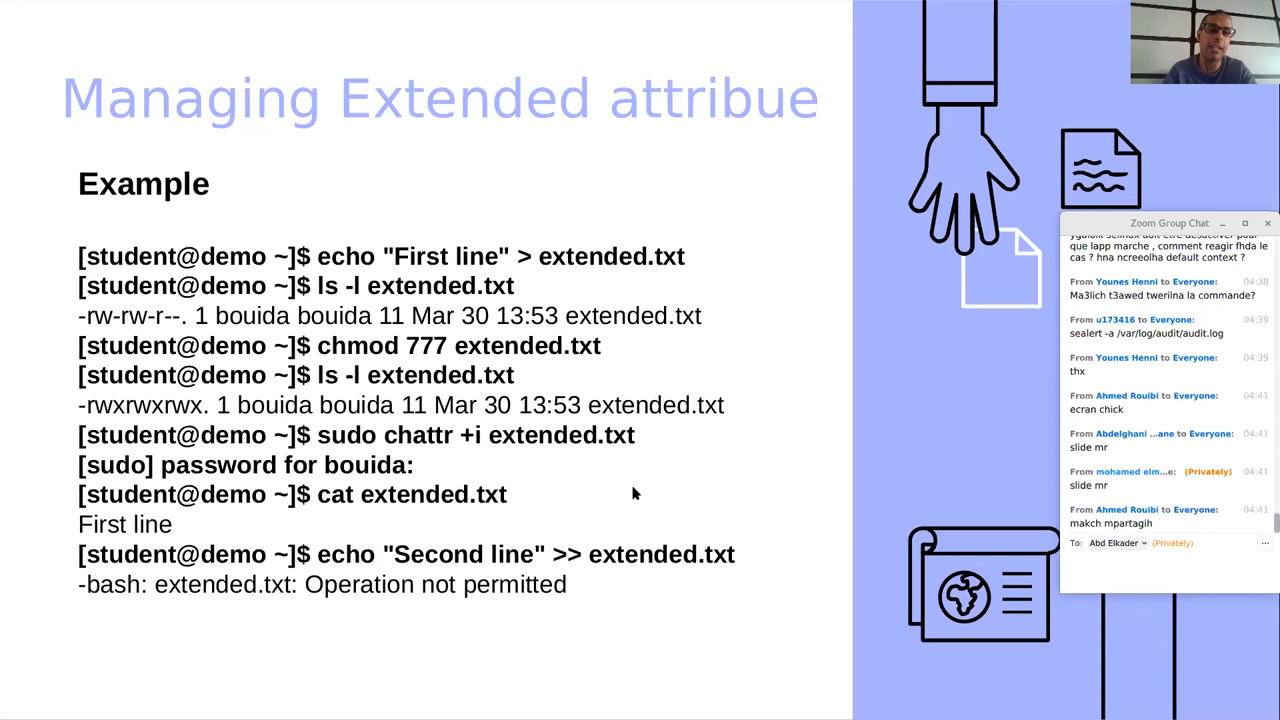 Managing Extended attribue
Example
[student@demo ~]$ echo "First line" > extended.txt
[student@demo ~]$ ls -l extended.txt
-rw-rw-r--. 1 bouida bouida 11 Mar 30 13:53 extended.txt
[student@demo ~]$ chmod 777 extended.txt
[student@demo ~]$ ls -l extended.txt
-rwxrwxrwx. 1 bouida bouida 11 Mar 30 13:53 extended.txt
[student@demo ~]$ sudo chattr +i extended.txt
[sudo] password for bouida:
[student@demo ~]$ cat extended.txt
First line
[student@demo ~]$ echo "Second line" >> extended.txt
-bash: extended.txt: Operation not permitted
Zoom Group Chat
que lapp marche , comment reagir fhda le
cas ? hna ncreeolha default context ?
From Younes Henni to Everyone: 04:38
Ma3lich t3awed twerilna la commande?
From u173416 to Everyone: 04:39
sealert -a /var/log/audit/audit.log
From Younes Henni to Everyone: 04:39
thx
From Ahmed Rouibi to Everyone: 04:41
ecran chick
From Abdelghani ...ane to Everyone: 04:41
slide mr
From mohamed elm...e: (Privately) 04:41
slide mr
From Ahmed Rouibi to Everyone: 04:41
makch mpartagih
To: Abd Elkader (Privately) ...